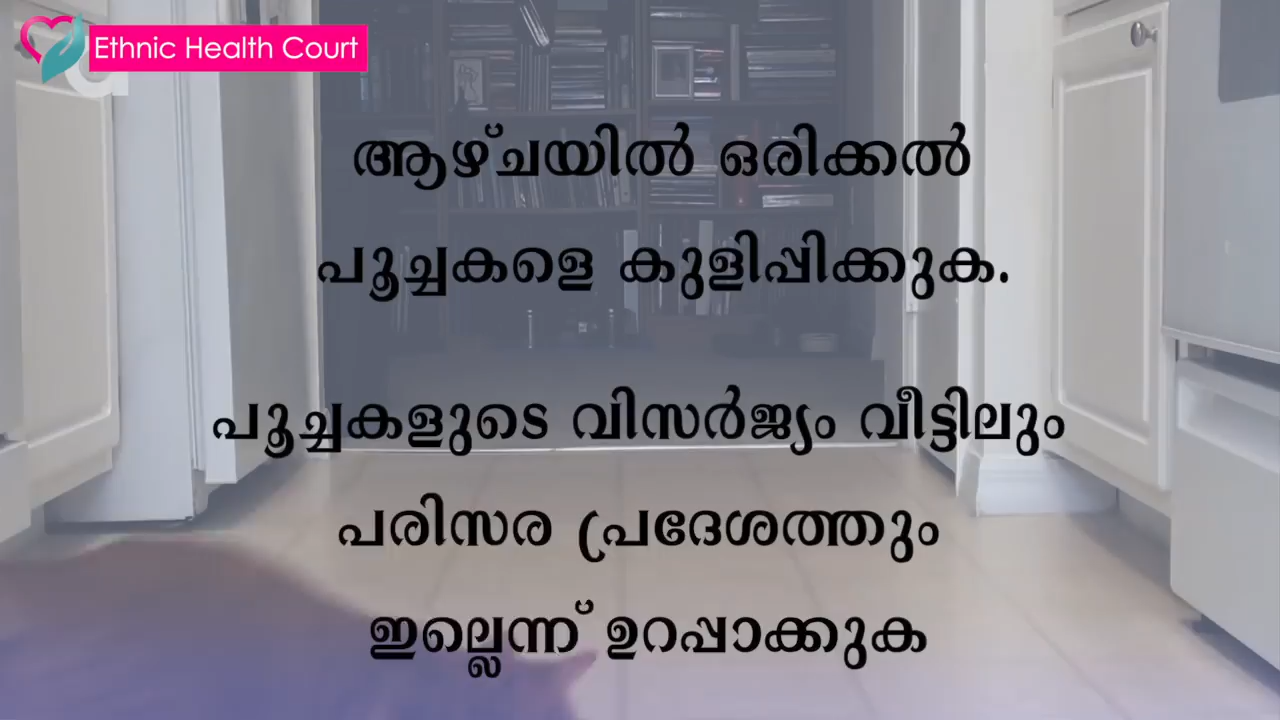 Ethnic Health Court
ആഴ്ചയിൽ ഒരിക്കൽ
പൂച്ചകളെ കുളിപ്പിക്കുക.
പൂച്ചകളുടെ വിസർജ്യം വീട്ടിലും
പരിസര പ്രദേശത്തും
ഇല്ലെന്ന് ഉറപ്പാക്കുക